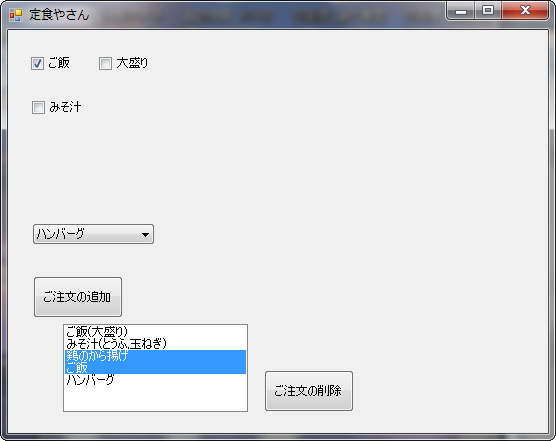 定食やさん
ご飯 大盛り
みそ汁
ハンバーグ
ご注文の追加
ご飯(大盛り)
みそ汁(とうふ,玉ねぎ)
鶏のから揚げ
ご飯
ハンバーグ
ご注文の削除